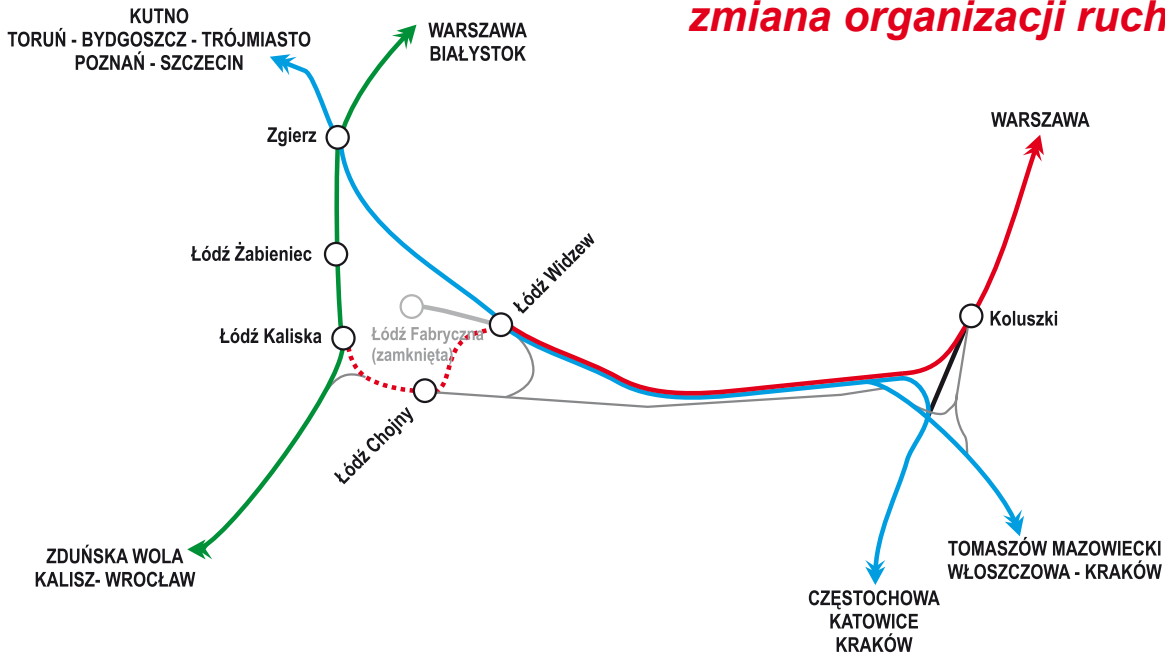 zmiana organizacji ruch
KUTNO
TORUŃ - BYDGOSZCZ - TRÓJMIASTO
POZNAŃ - SZCZECIN
WARSZAWA
BIAŁYSTOK
WARSZAWA
Zgierz
Łódź Żabieniec
Łódź Widzew
Łódź Kaliska
Łódź Fabryczna
(zamknięta)
Koluszki
Łódź Chojny
ZDUŃSKA WOLA
KALISZ- WROCŁAW
TOMASZÓW MAZOWIECKI
WŁOSZCZOWA - KRAKÓW
CZĘSTOCHOWA
KATOWICE
KRAKÓW